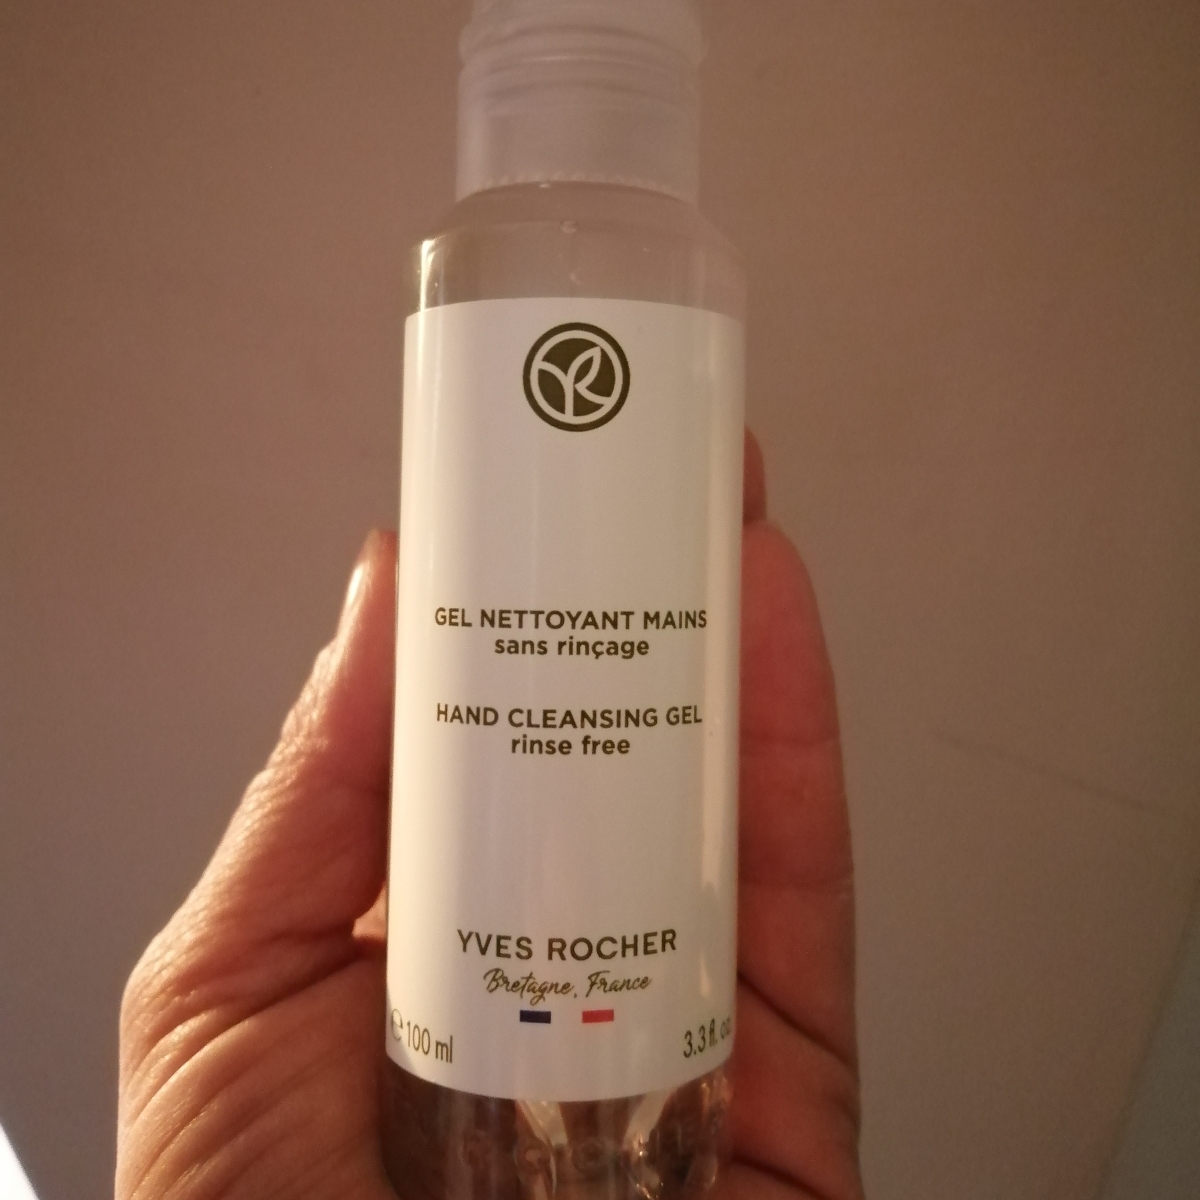 GEL NETTOYANT MAINS
sans rinçage
HAND CLEANSING GEL
rinse free
YVES ROCHER
Bretagne, France
e 100 ml
3.3 fl. oz